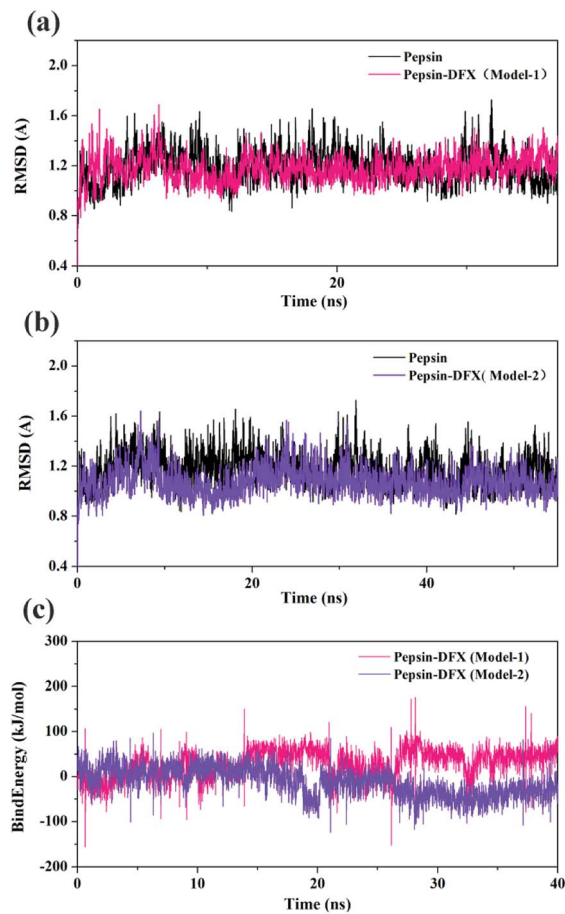 (a)
Pepsin
Pepsin-DFX（Model-1）
2.0
1.6
1.2
0.8
0.4
RMSD (A)
0
20
Time (ns)
(b)
Pepsin
Pepsin-DFX( Model-2）
2.0
1.6
1.2
0.8
0.4
RMSD (A)
0
20
40
Time (ns)
(c)
Pepsin-DFX (Model-1)
Pepsin-DFX (Model-2)
300
200
100
0
-100
-200
BindEnergy (kJ/mol)
0
10
20
30
40
Time (ns)